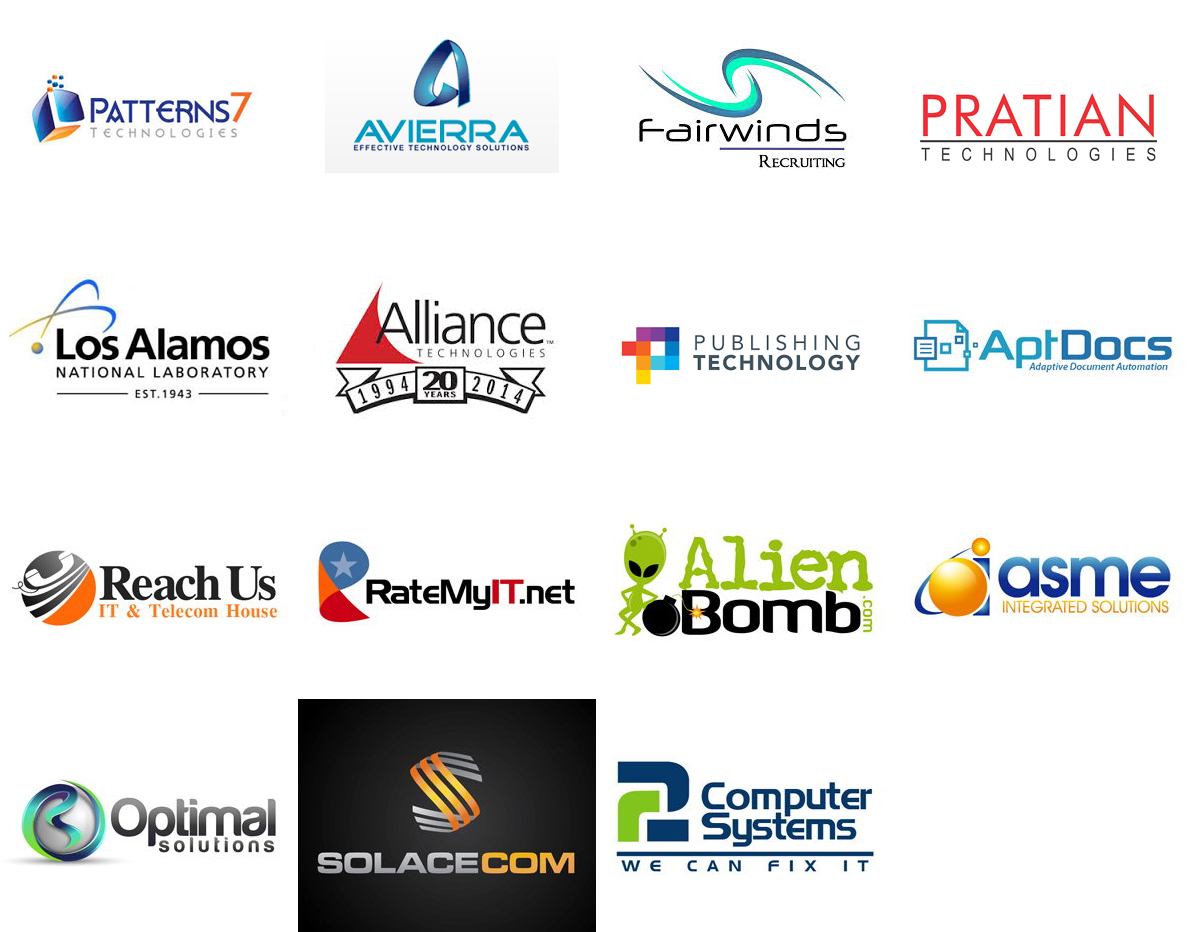 PATTERNS7
TECHNOLOGIES
AVIERRA
EFFECTIVE TECHNOLOGY SOLUTIONS
Fairwinds
RECRUITING
PRATIAN
TECHNOLOGIES
Los Alamos
NATIONAL LABORATORY
EST.1943
Alliance™
TECHNOLOGIES
1994 20 YEARS 2014
PUBLISHING
TECHNOLOGY
AptDocs
Adaptive Document Automation
Reach Us
IT & Telecom House
RateMyIT.net
Alien
Bomb.com
asme
INTEGRATED SOLUTIONS
Optimal
solutions
SOLACECOM
Computer
Systems
WE CAN FIX IT